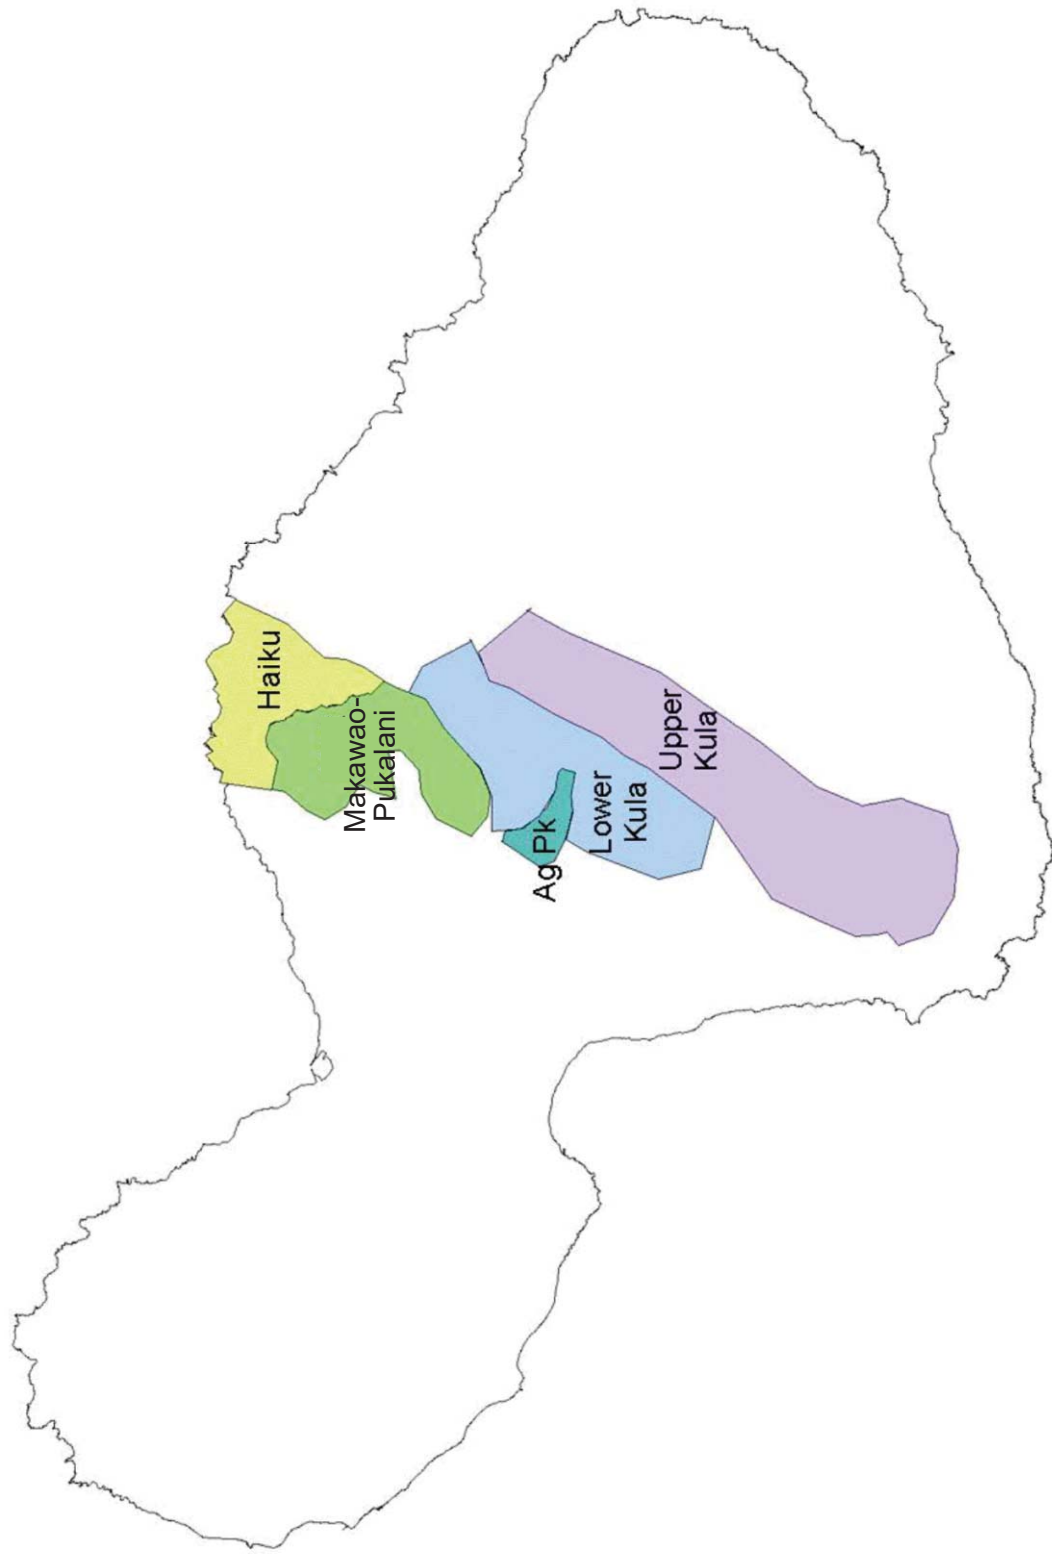 Haiku
Makawao-
Pukalani
Ag Pk
Lower
Kula
Upper
Kula